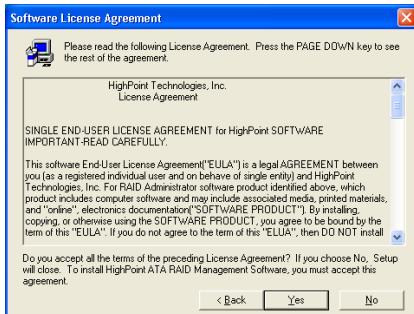 Software License Agreement
Please read the following License Agreement. Press the PAGE DOWN key to see
the rest of the agreement.
HighPoint Technologies, Inc.
License Agreement
SINGLE END-USER LICENSE AGREEMENT for HighPoint SOFTWARE
IMPORTANT-READ CAREFULLY.
This software End-User License Agreement("EULA") is a legal AGREEMENT between
you (as a registered individual user and on behave of single entity) and HighPoint
Technologies, Inc. For RAID Administrator software product identified above, which
product includes computer software and may include associated media, printed materials,
and "online", electronics documentation("SOFTWARE PRODUCT"). By installing,
copying, or otherwise using the SOFTWARE PRODUCT, you agree to be bound by the
term of this "EULA". If you do not agree to the term of this "ELUA", then DO NOT install
Do you accept all the terms of the preceding License Agreement? If you choose No, Setup
will close. To install HighPoint ATA RAID Management Software, you must accept this
agreement.
< Back Yes No